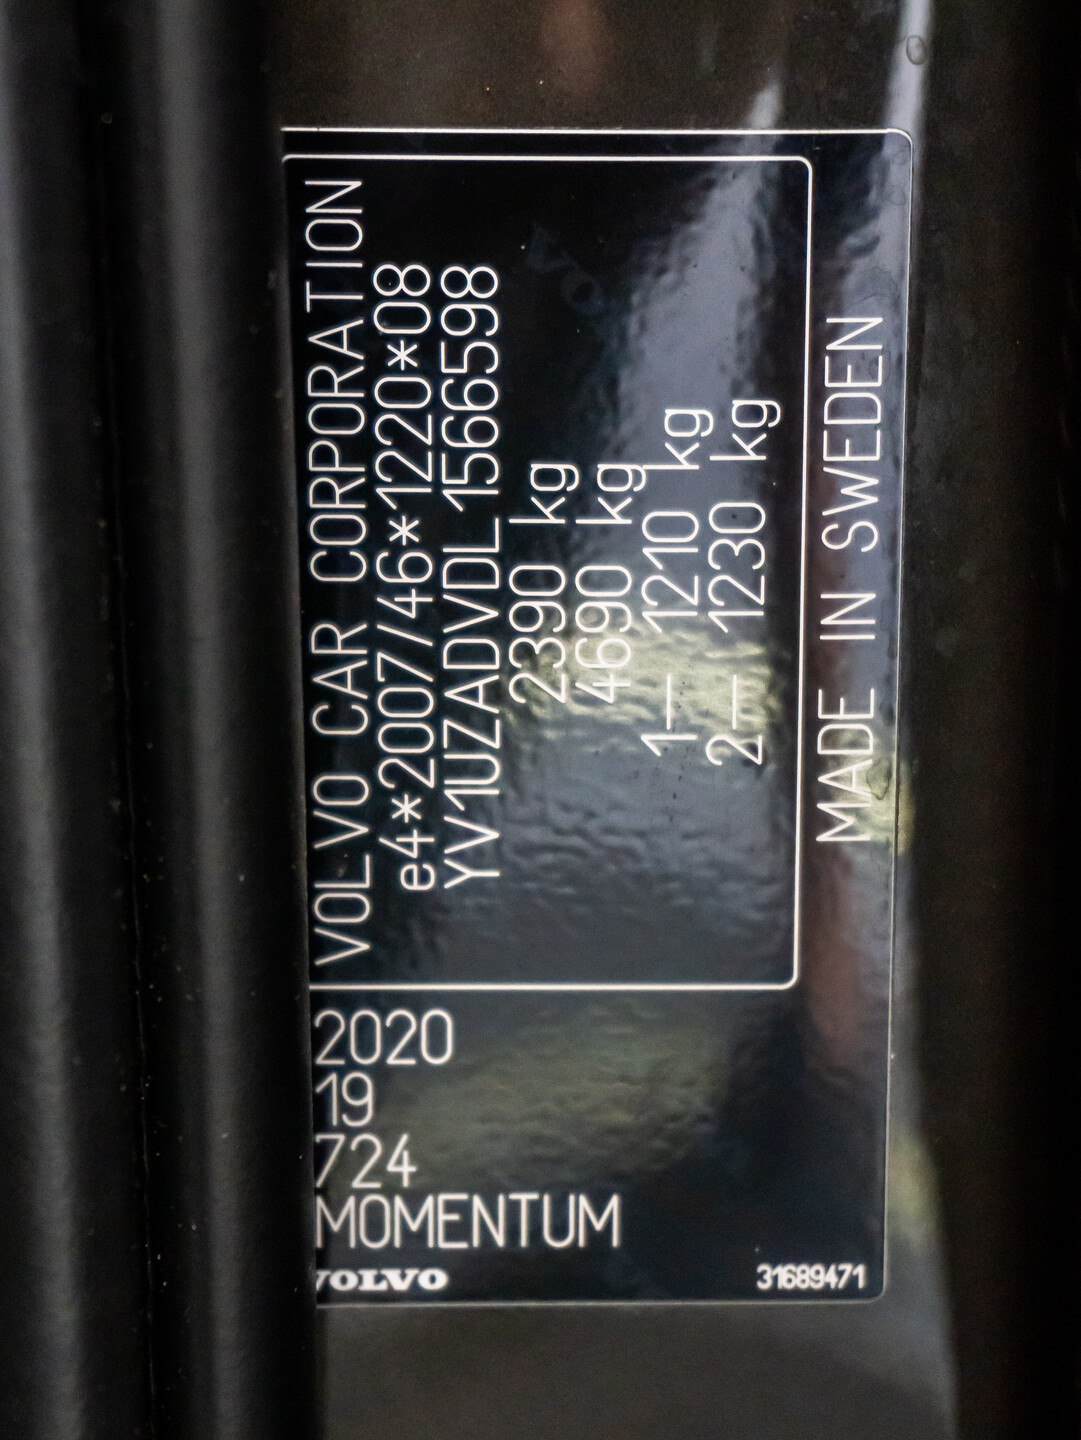 VOLVO CAR CORPORATION
e4*2007/46*1220*08
YV1UZADVDL1566598
2390 kg
4690 kg
1— 1210 kg
2— 1230 kg
MADE IN SWEDEN
2020
19
724
MOMENTUM
VOLVO
31689471